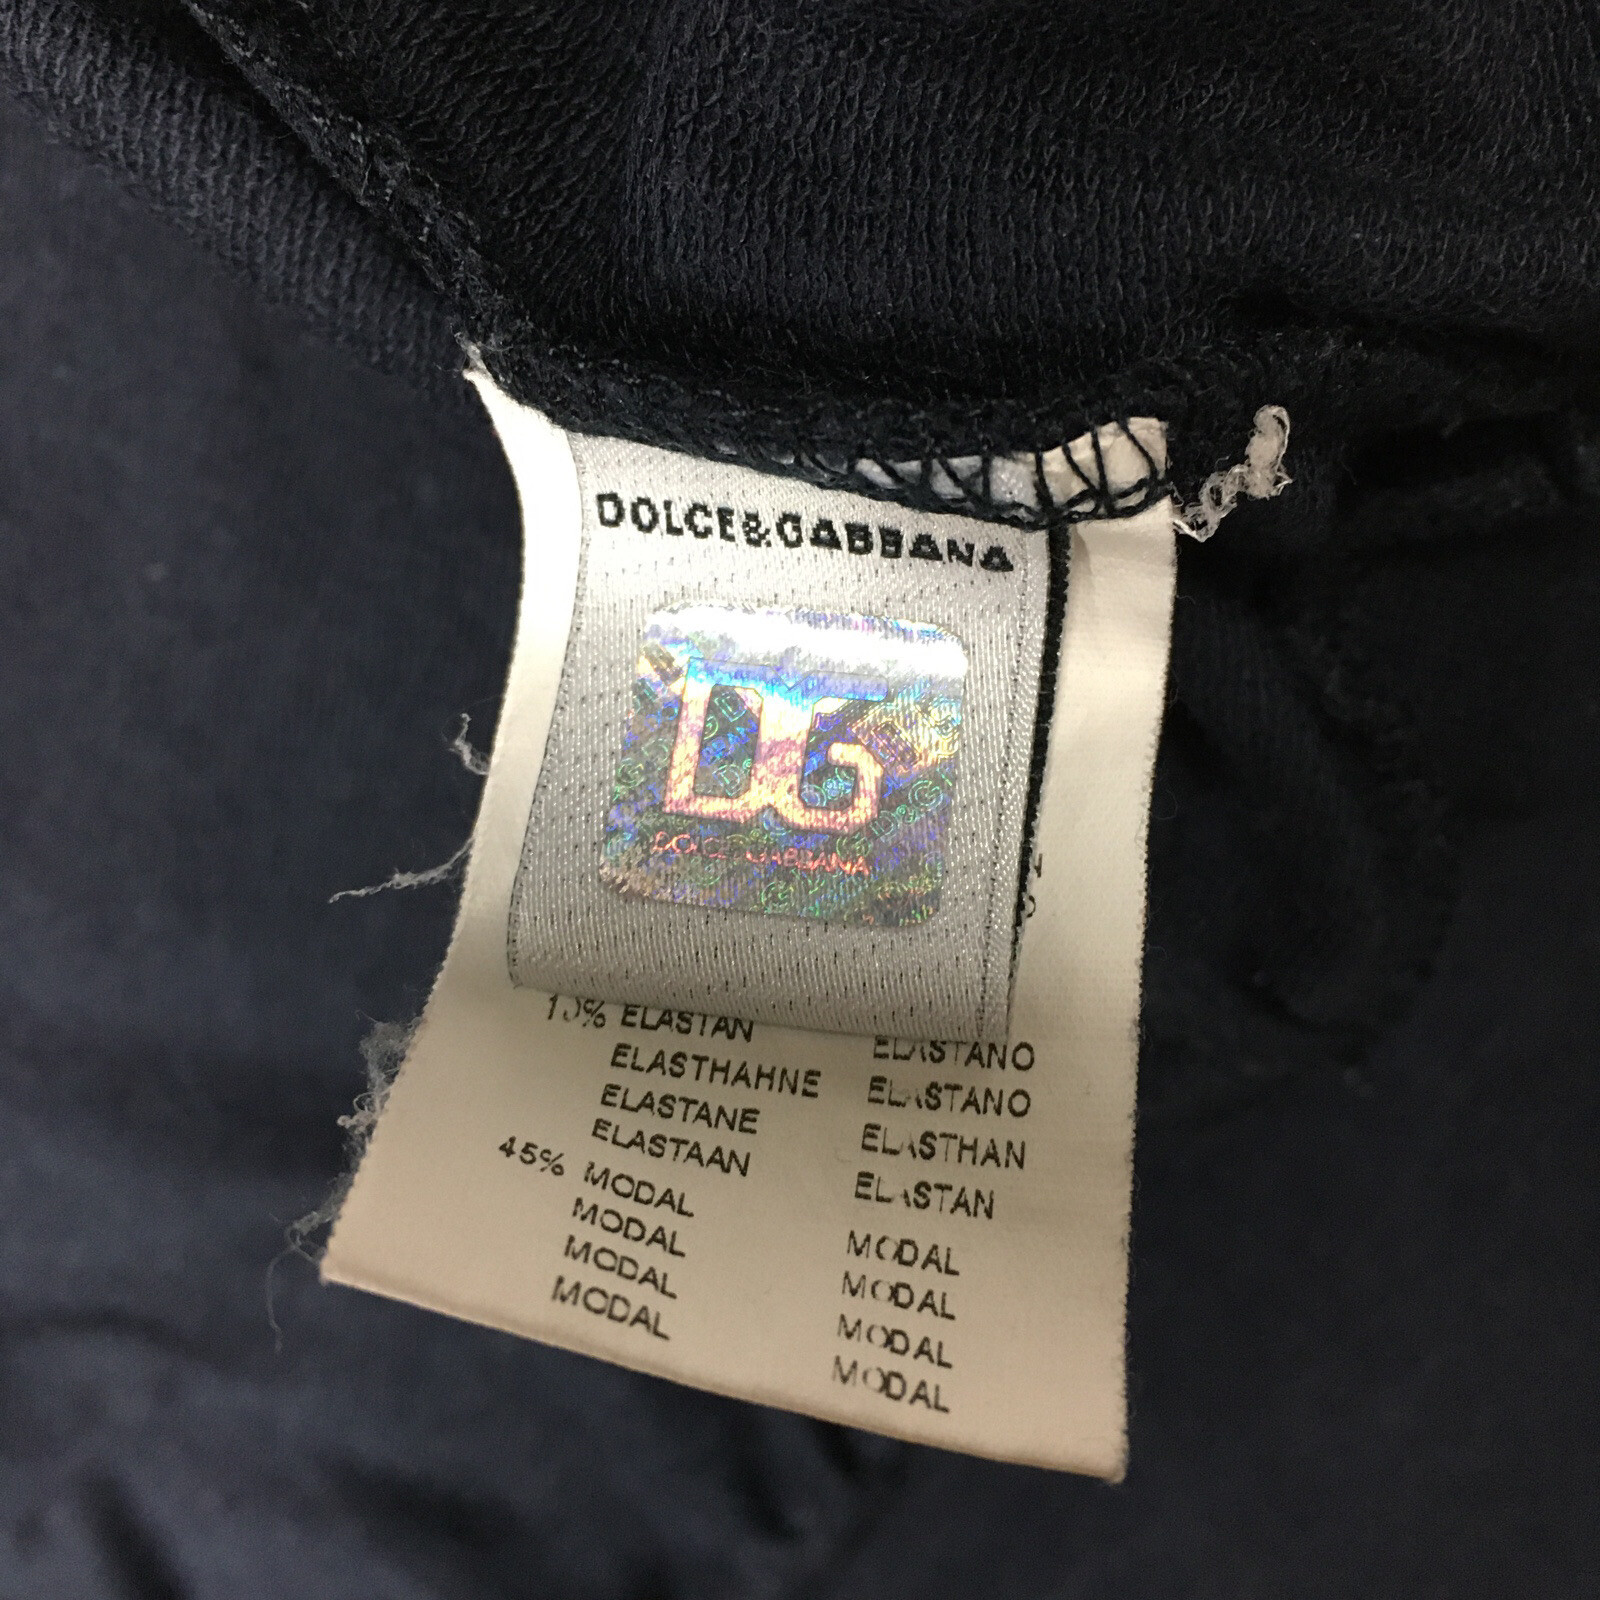 DOLCE&GABBANA
DG
DOLCE&GABBANA
10% ELASTAN
ELASTHAHNE
ELASTANE
ELASTAAN
45% MODAL
MODAL
MODAL
MODAL
ELASTANO
ELASTANO
ELASTHAN
ELASTAN
MODAL
MODAL
MODAL
MODAL